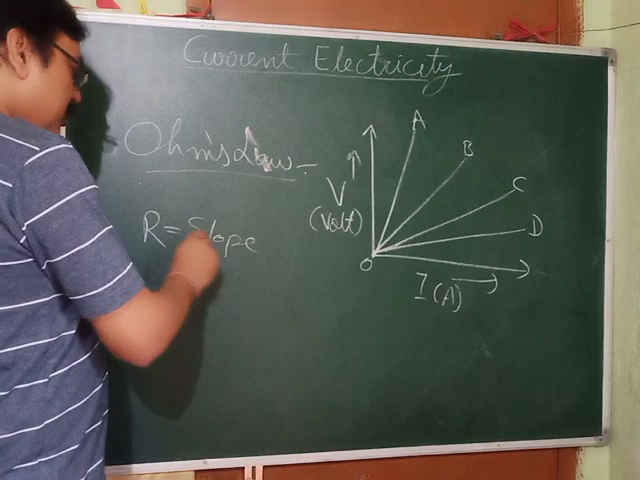 Current Electricity
Ohm's Law -
R = Slope
V
(Volt)
A
B
C
D
O
I (A)